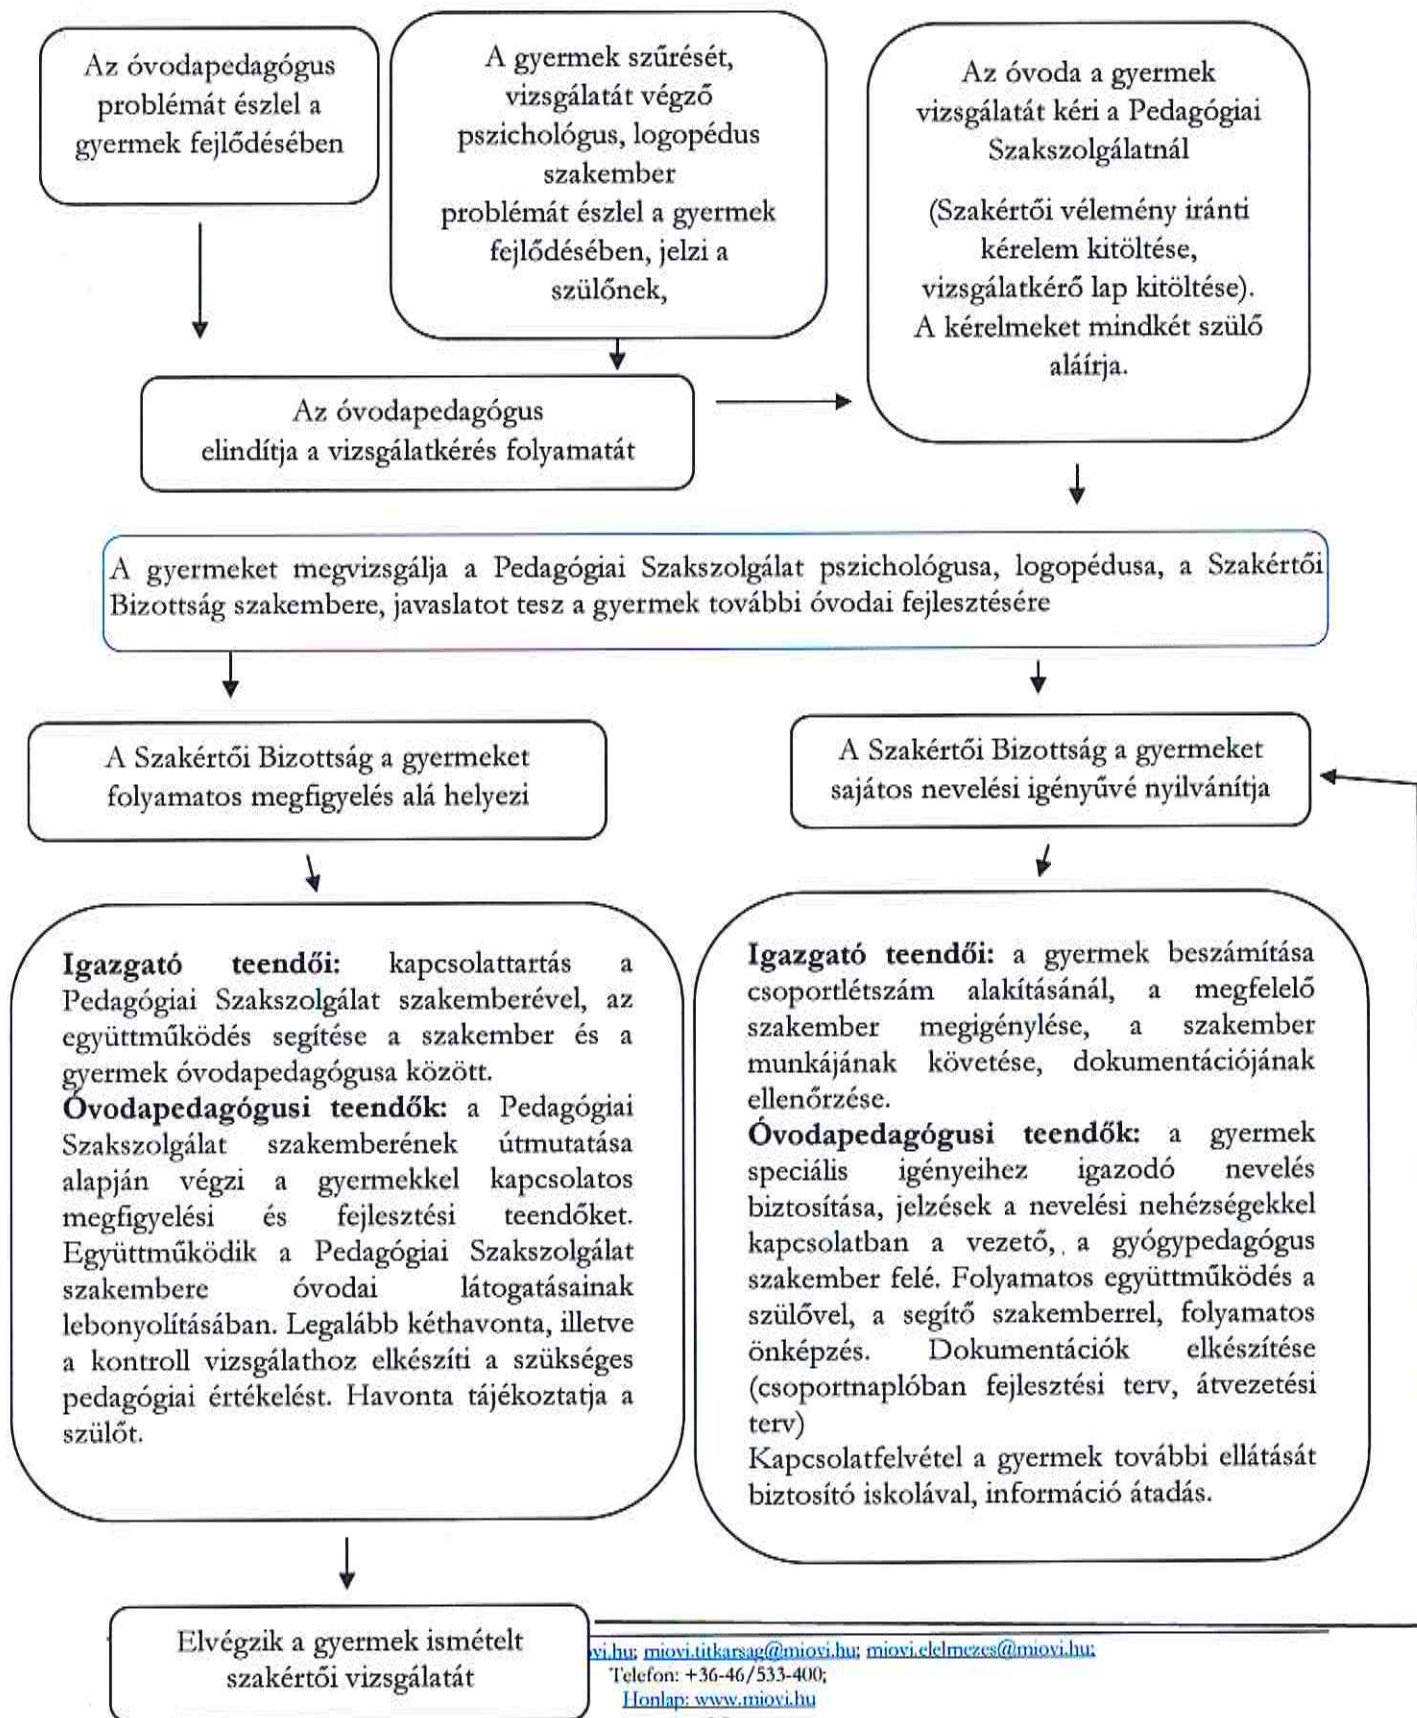 Az óvodapedagógus
problémát észlel a
gyermek fejlődésében
A gyermek szűrését,
vizsgálatát végző
pszichológus, logopédus
szakember
problémát észlel a gyermek
fejlődésében, jelzi a
szülőnek,
Az óvoda a gyermek
vizsgálatát kéri a Pedagógiai
Szakszolgálatnál
(Szakértői vélemény iránti
kérelem kitöltése,
vizsgálatkérő lap kitöltése).
A kérelmeket mindkét szülő
aláírja.
Az óvodapedagógus
elindítja a vizsgálatkérés folyamatát
A gyermeket megvizsgálja a Pedagógiai Szakszolgálat pszichológusa, logopédusa, a Szakértői
Bizottság szakembere, javaslatot tesz a gyermek további óvodai fejlesztésére
A Szakértői Bizottság a gyermeket
folyamatos megfigyelés alá helyezi
A Szakértői Bizottság a gyermeket
sajátos nevelési igényűvé nyilvánítja
Igazgató teendői: kapcsolattartás a
Pedagógiai Szakszolgálat szakemberével, az
együttműködés segítése a szakember és a
gyermek óvodapedagógusa között.
Óvodapedagógusi teendők: a Pedagógiai
Szakszolgálat szakemberének útmutatása
alapján végzi a gyermekkel kapcsolatos
megfigyelési és fejlesztési teendőket.
Együttműködik a Pedagógiai Szakszolgálat
szakembere óvodai látogatásainak
lebonyolításában. Legalább kéthavonta, illetve
a kontroll vizsgálathoz elkészíti a szükséges
pedagógiai értékelést. Havonta tájékoztatja a
szülőt.
Igazgató teendői: a gyermek beszámítása
csoportlétszám alakításánál, a megfelelő
szakember megigénylése, a szakember
munkájának követése, dokumentációjának
ellenőrzése.
Óvodapedagógusi teendők: a gyermek
speciális igényeihez igazodó nevelés
biztosítása, jelzések a nevelési nehézségekkel
kapcsolatban a vezető, a gyógypedagógus
szakember felé. Folyamatos együttműködés a
szülővel, a segítő szakemberrel, folyamatos
önképzés. Dokumentációk elkészítése
(csoportnaplóban fejlesztési terv, átvezetési
terv)
Kapcsolatfelvétel a gyermek további ellátását
biztosító iskolával, információ átadás.
Elvégzik a gyermek ismételt
szakértői vizsgálatát
vi.hu; miovi.titkarsag@miovi.hu; miovi.elelmezes@miovi.hu;
Telefon: +36-46/533-400;
Honlap: www.miovi.hu